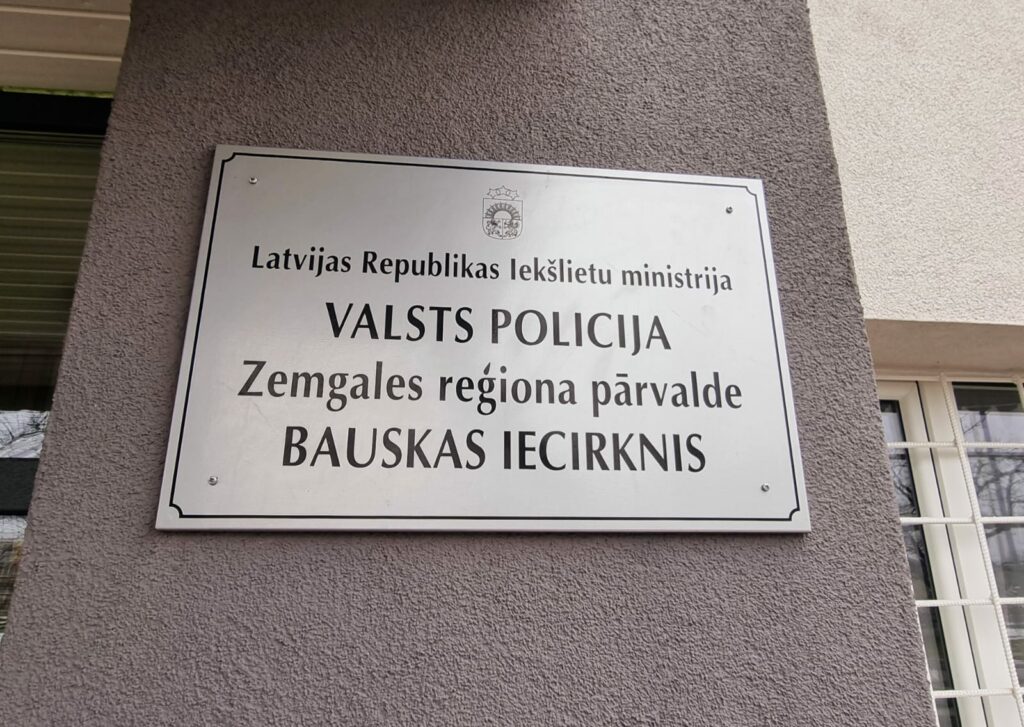 Latvijas Republikas Iekšlietu ministrija
VALSTS POLICIJA
Zemgales reģiona pārvalde
BAUSKAS IECIRKNIS